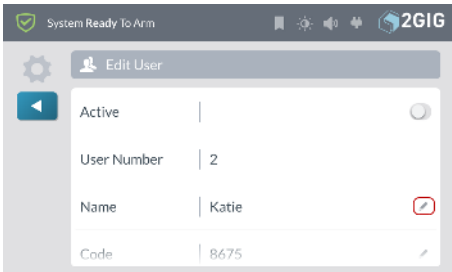 System Ready To Arm
2GIG
Edit User
Active
User Number 2
Name Katie
Code 8675